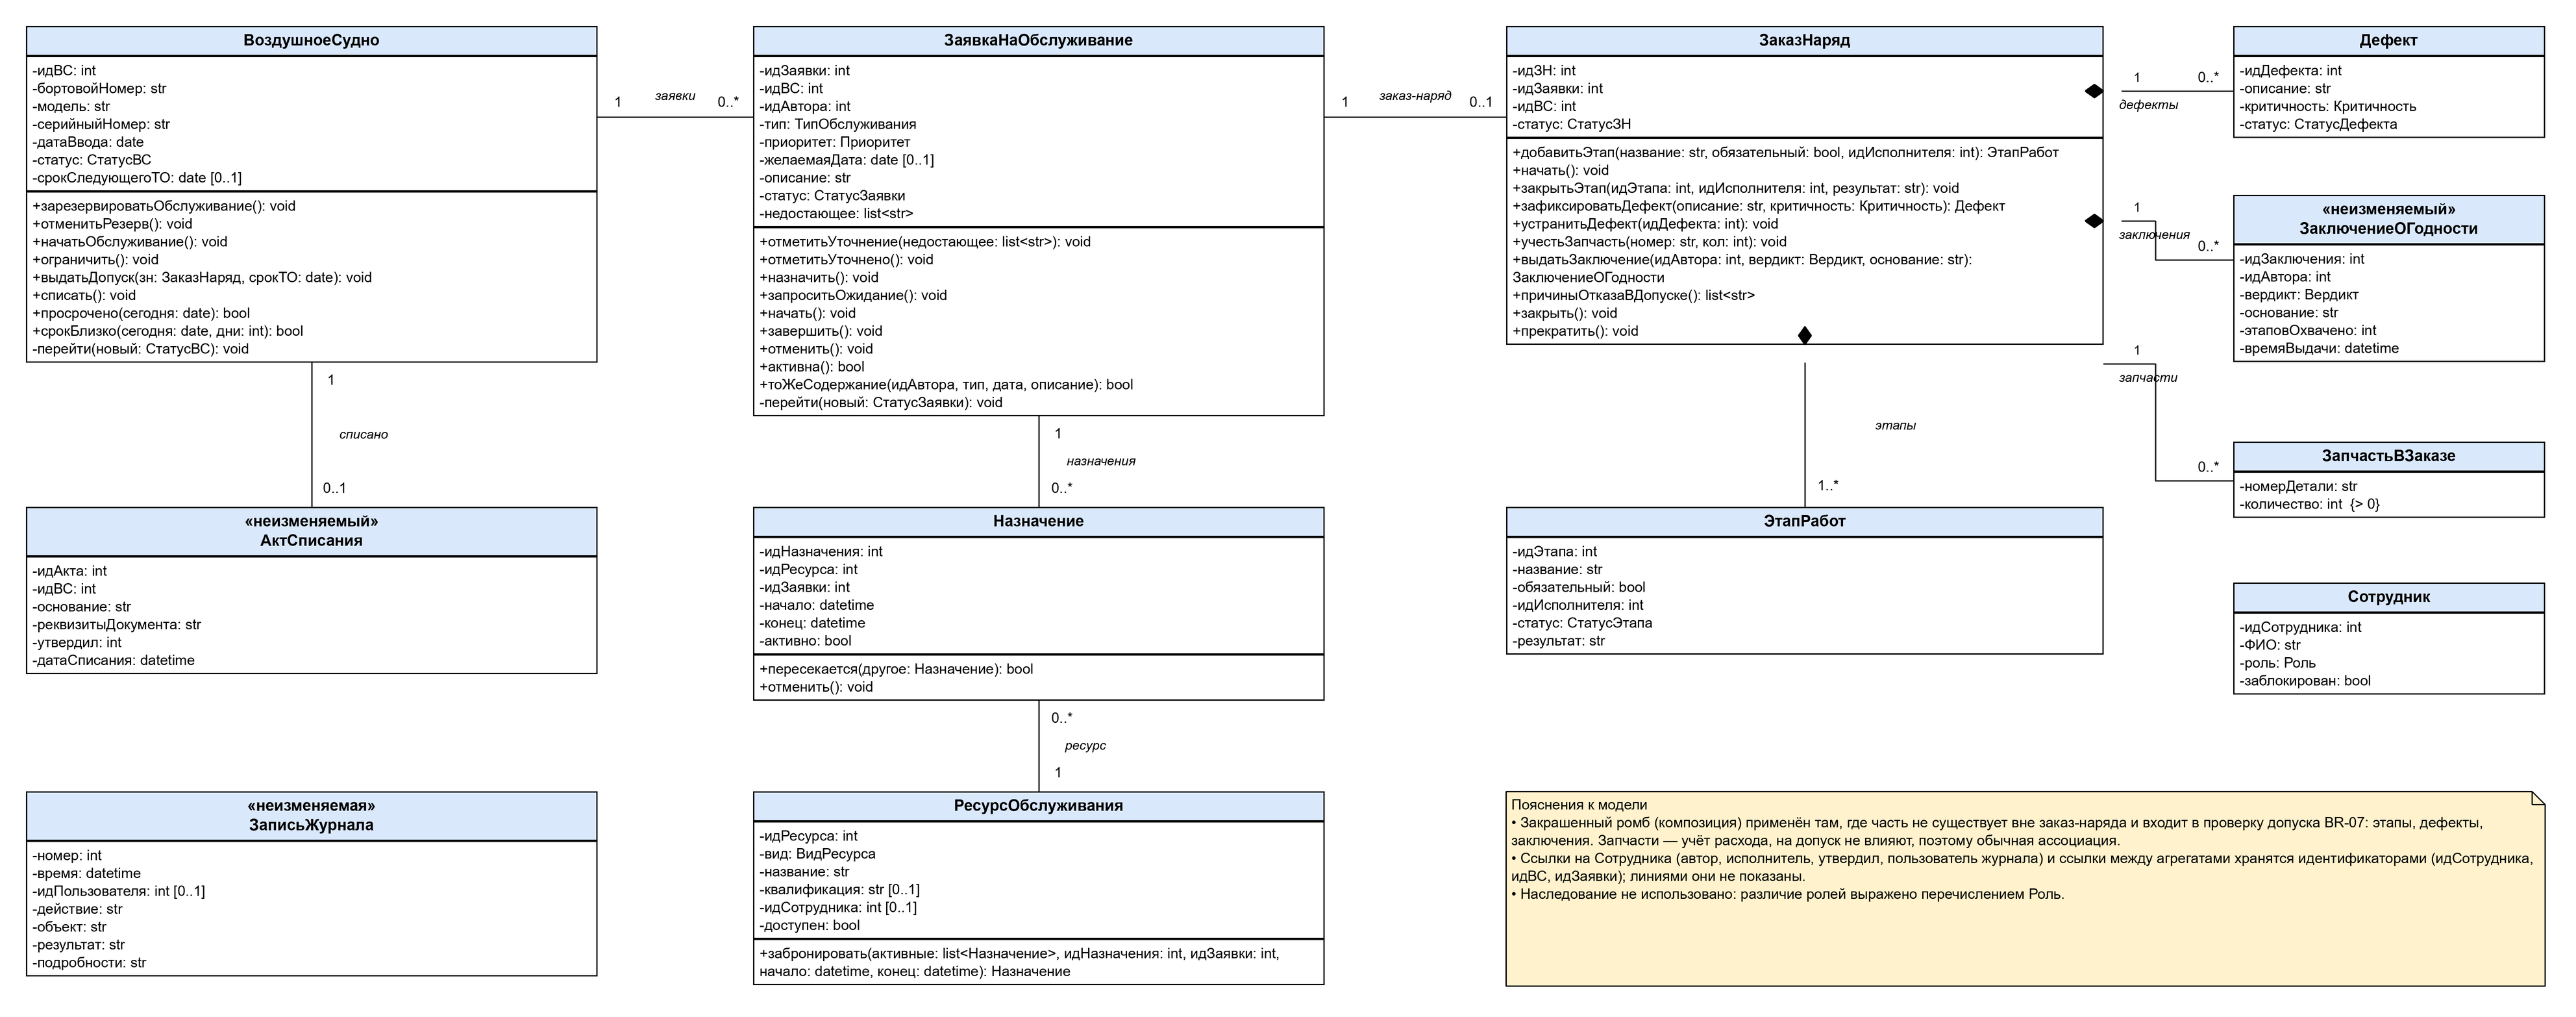 ВоздушноеСудно
-идВС: int
-бортовойНомер: str
-модель: str
-серийныйНомер: str
-датаВвода: date
-статус: СтатусВС
-срокСледующегоТО: date [0..1]
+зарезервироватьОбслуживание(): void
+отменитьРезерв(): void
+начатьОбслуживание(): void
+ограничить(): void
+выдатьДопуск(зн: ЗаказНаряд, срокТО: date): void
+списать(): void
+просрочено(сегодня: date): bool
+срокБлизко(сегодня: date, дни: int): bool
-перейти(новый: СтатусВС): void
1
заявки
0..*
ЗаявкаНаОбслуживание
-идЗаявки: int
-идВС: int
-идАвтора: int
-тип: ТипОбслуживания
-приоритет: Приоритет
-желаемаяДата: date [0..1]
-описание: str
-статус: СтатусЗаявки
-недостающее: list<str>
+отметитьУточнение(недостающее: list<str>): void
+отметитьУточнено(): void
+назначить(): void
+запроситьОжидание(): void
+начать(): void
+завершить(): void
+отменить(): void
+активна(): bool
+тоЖеСодержание(идАвтора, тип, дата, описание): bool
-перейти(новый: СтатусЗаявки): void
1
заказ-наряд
0..1
ЗаказНаряд
-идЗН: int
-идЗаявки: int
-идВС: int
-статус: СтатусЗН
+добавитьЭтап(название: str, обязательный: bool, идИсполнителя: int): ЭтапРабот
+начать(): void
+закрытьЭтап(идЭтапа: int, идИсполнителя: int, результат: str): void
+зафиксироватьДефект(описание: str, критичность: Критичность): Дефект
+устранитьДефект(идДефекта: int): void
+учестьЗапчасть(номер: str, кол: int): void
+выдатьЗаключение(идАвтора: int, вердикт: Вердикт, основание: str):
ЗаключениеОГодности
+причиныОтказаВДопуске(): list<str>
+закрыть(): void
+прекратить(): void
1
0..*
дефекты
Дефект
-идДефекта: int
-описание: str
-критичность: Критичность
-статус: СтатусДефекта
1
заключения
0..*
«неизменяемый»
ЗаключениеОГодности
-идЗаключения: int
-идАвтора: int
-вердикт: Вердикт
-основание: str
-этаповОхвачено: int
-времяВыдачи: datetime
1
запчасти
0..*
ЗапчастьВЗаказе
-номерДетали: str
-количество: int {> 0}
1
списано
0..1
«неизменяемый»
АктСписания
-идАкта: int
-идВС: int
-основание: str
-реквизитыДокумента: str
-утвердил: int
-датаСписания: datetime
1
назначения
0..*
Назначение
-идНазначения: int
-идРесурса: int
-идЗаявки: int
-начало: datetime
-конец: datetime
-активно: bool
+пересекается(другое: Назначение): bool
+отменить(): void
этапы
1..*
ЭтапРабот
-идЭтапа: int
-название: str
-обязательный: bool
-идИсполнителя: int
-статус: СтатусЭтапа
-результат: str
Сотрудник
-идСотрудника: int
-ФИО: str
-роль: Роль
-заблокирован: bool
0..*
ресурс
1
«неизменяемая»
ЗаписьЖурнала
-номер: int
-время: datetime
-идПользователя: int [0..1]
-действие: str
-объект: str
-результат: str
-подробности: str
РесурсОбслуживания
-идРесурса: int
-вид: ВидРесурса
-название: str
-квалификация: str [0..1]
-идСотрудника: int [0..1]
-доступен: bool
+забронировать(активные: list<Назначение>, идНазначения: int, идЗаявки: int,
начало: datetime, конец: datetime): Назначение
Пояснения к модели
• Закрашенный ромб (композиция) применён там, где часть не существует вне заказ-наряда и входит в проверку допуска BR-07: этапы, дефекты,
заключения. Запчасти — учёт расхода, на допуск не влияют, поэтому обычная ассоциация.
• Ссылки на Сотрудника (автор, исполнитель, утвердил, пользователь журнала) и ссылки между агрегатами хранятся идентификаторами (идСотрудника,
идВС, идЗаявки); линиями они не показаны.
• Наследование не использовано: различие ролей выражено перечислением Роль.